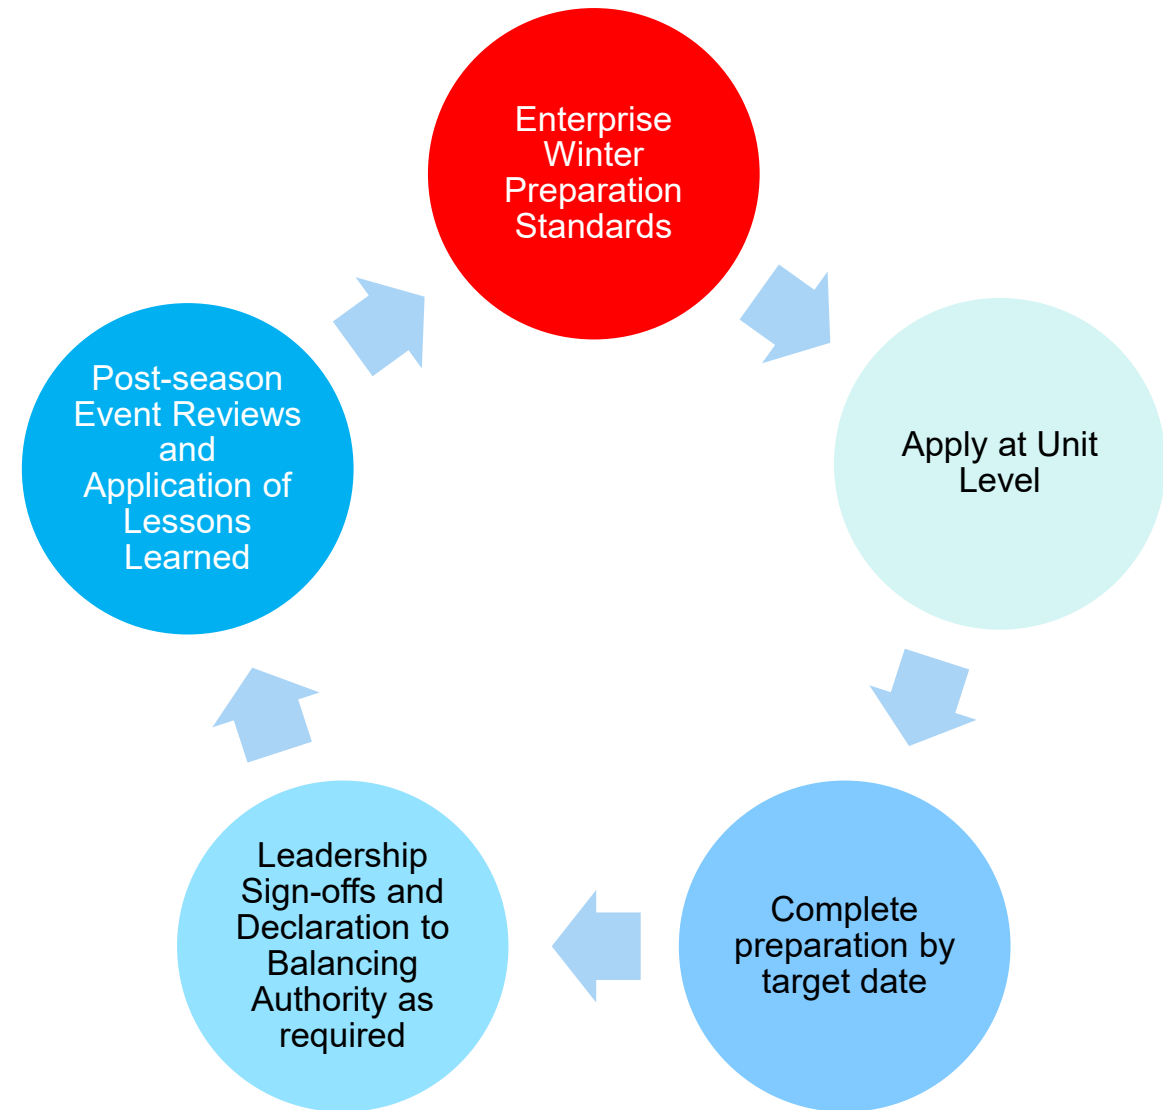 Enterprise
Winter
Preparation
Standards
Apply at Unit
Level
Complete
preparation by
target date
Leadership
Sign-offs and
Declaration to
Balancing
Authority as
required
Post-season
Event Reviews
and
Application of
Lessons
Learned